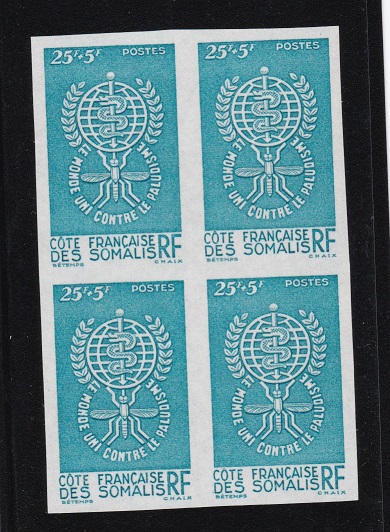 25F+5F POSTES
LE MONDE UNI CONTRE LE PALUDISME
CÔTE FRANÇAISE
DES SOMALIS RF
BÉTEMPS CHAIX
25F+5F POSTES
LE MONDE UNI CONTRE LE PALUDISME
CÔTE FRANÇAISE
DES SOMALIS RF
BÉTEMPS CHAIX
25F+5F POSTES
LE MONDE UNI CONTRE LE PALUDISME
CÔTE FRANÇAISE
DES SOMALIS RF
BÉTEMPS CHAIX
25F+5F POSTES
LE MONDE UNI CONTRE LE PALUDISME
CÔTE FRANÇAISE
DES SOMALIS RF
BÉTEMPS CHAIX